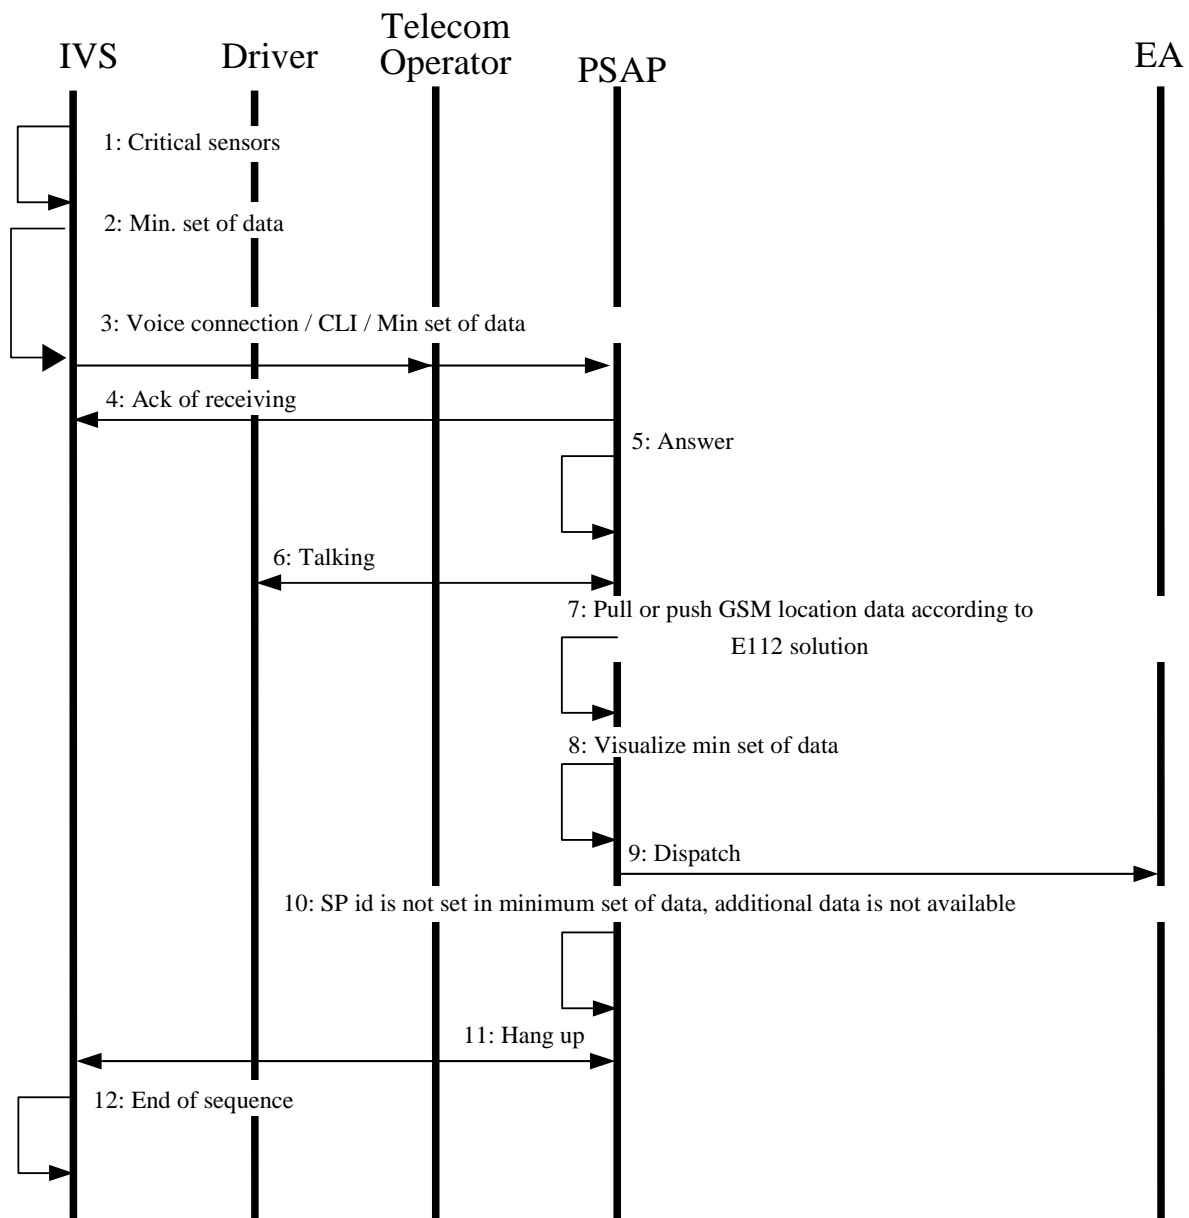 IVS
Driver
Telecom
Operator
PSAP
EA
1: Critical sensors
2: Min. set of data
3: Voice connection / CLI / Min set of data
4: Ack of receiving
5: Answer
6: Talking
7: Pull or push GSM location data according to
E112 solution
8: Visualize min set of data
9: Dispatch
10: SP id is not set in minimum set of data, additional data is not available
11: Hang up
12: End of sequence